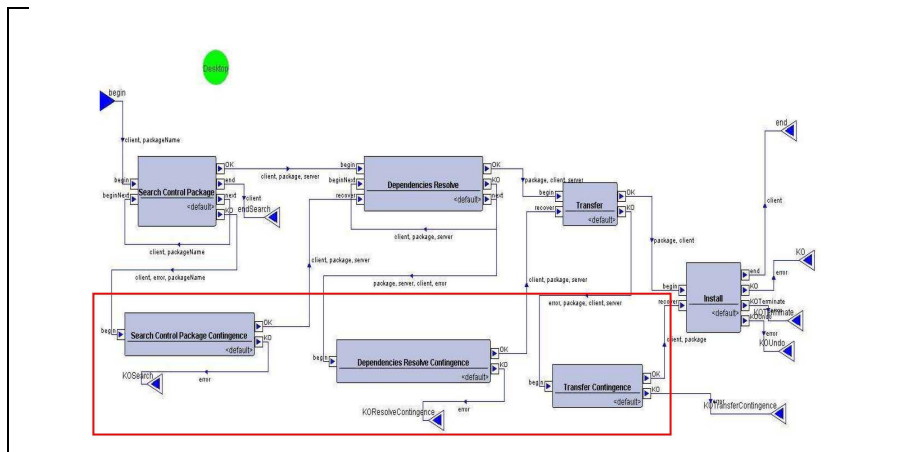 Desktop
begin
client, packageName
OK
begin
end
beginNext
next
KO
Search Control Package
<default>
client
endSearch
client, packageName
client, error, packageName
client, package, server
begin
beginNext
recover
Dependencies Resolve
<default>
OK
KO
next
client, package, server
package, server, client, error
client, package, server
package, client, server
begin
recover
Transfer
<default>
OK
KO
client, package, server
error, package, client, server
package, client
end
client
KO
error
begin
recover
Install
<default>
end
KO
KOTerminate
KOTerminate
error
KOUndo
begin
Search Control Package Contingence
<default>
OK
KO
KOSearch
error
begin
Dependencies Resolve Contingence
<default>
OK
KO
KOResolveContingence
error
begin
Transfer Contingence
<default>
OK
KO
client, package
KOTransferContingence